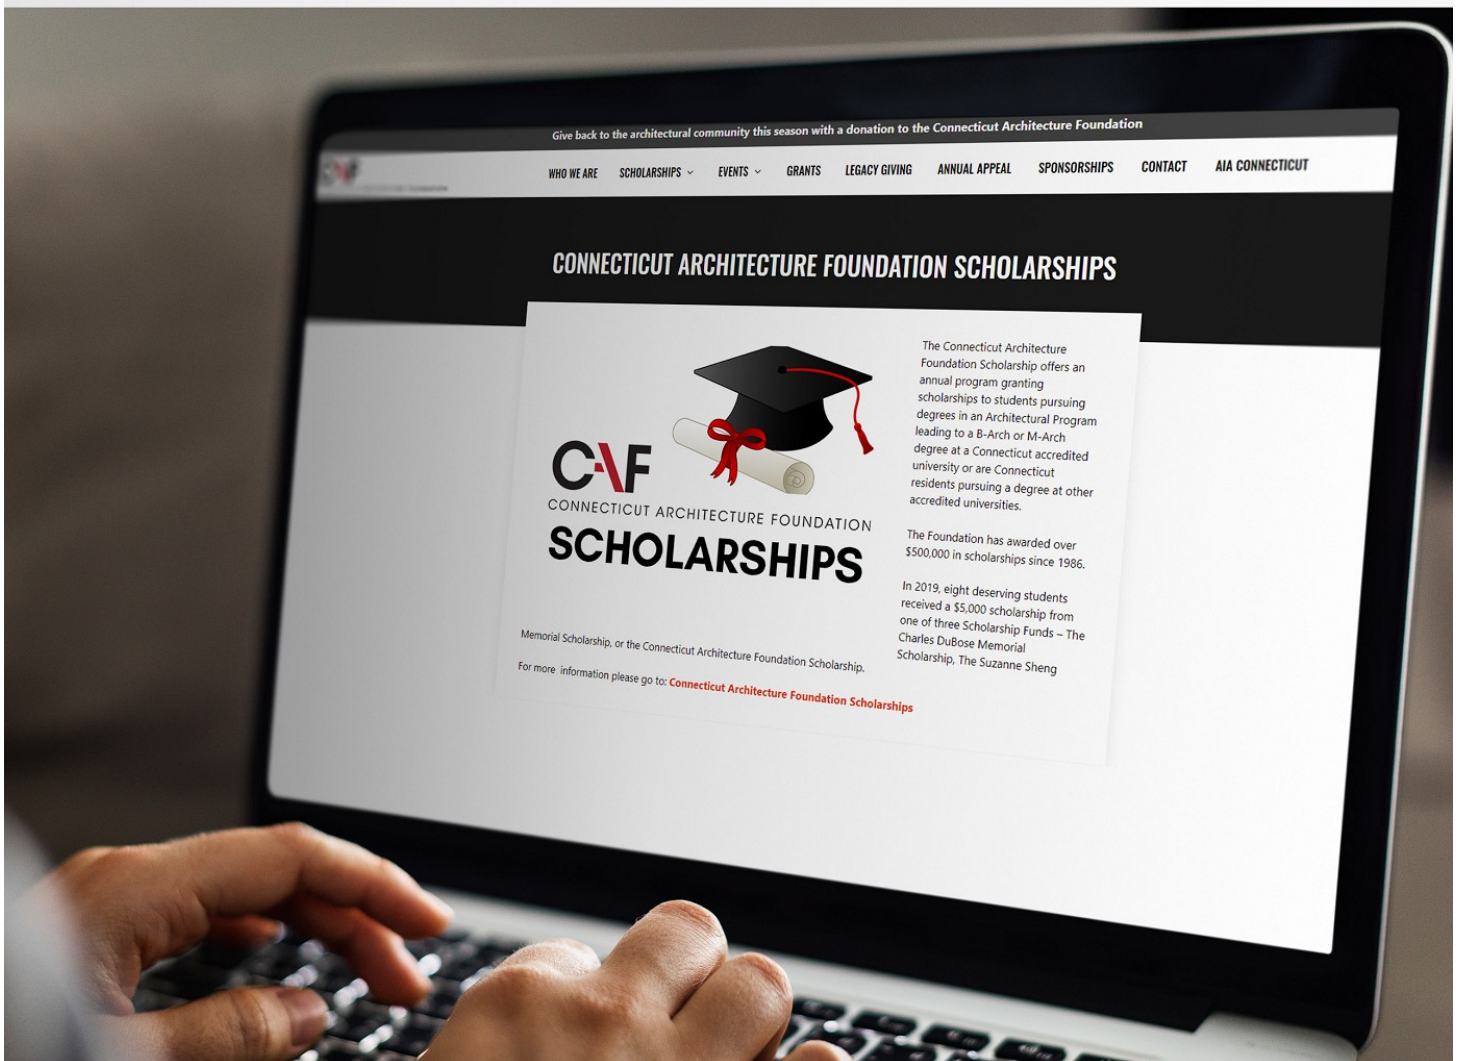 Give back to the architectural community this season with a donation to the Connecticut Architecture Foundation
CAF
WHO WE ARE SCHOLARSHIPS EVENTS GRANTS LEGACY GIVING ANNUAL APPEAL SPONSORSHIPS CONTACT AIA CONNECTICUT
CONNECTICUT ARCHITECTURE FOUNDATION SCHOLARSHIPS
CAF
CONNECTICUT ARCHITECTURE FOUNDATION
SCHOLARSHIPS
The Connecticut Architecture
Foundation Scholarship offers an
annual program granting
scholarships to students pursuing
degrees in an Architectural Program
leading to a B-Arch or M-Arch
degree at a Connecticut accredited
university or are Connecticut
residents pursuing a degree at other
accredited universities.
The Foundation has awarded over
$500,000 in scholarships since 1986.
In 2019, eight deserving students
received a $5,000 scholarship from
one of three Scholarship Funds – The
Charles DuBose Memorial
Scholarship, The Suzanne Sheng
Memorial Scholarship, or the Connecticut Architecture Foundation Scholarship.
For more information please go to: Connecticut Architecture Foundation Scholarships